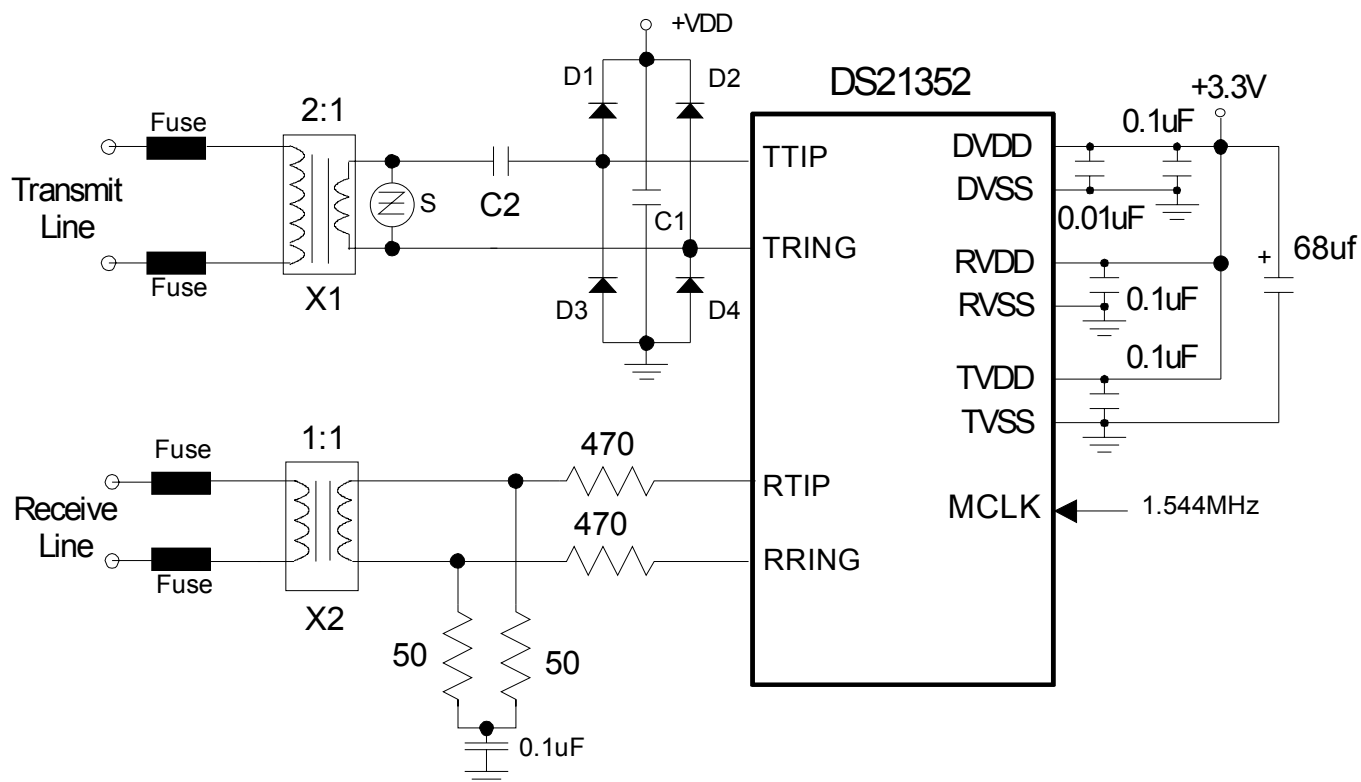 +VDD
D1
D2
DS21352
+3.3V
2:1
Fuse
0.1uF
TTIP
DVDD
Transmit
Line
S
C2
C1
DVSS
0.01uF
TRING
RVDD
68uf
+
Fuse
X1
D3
D4
RVSS
0.1uF
0.1uF
TVDD
TVSS
Fuse
1:1
470
RTIP
MCLK
1.544MHz
Receive
Line
470
RRING
Fuse
X2
50
50
0.1uF